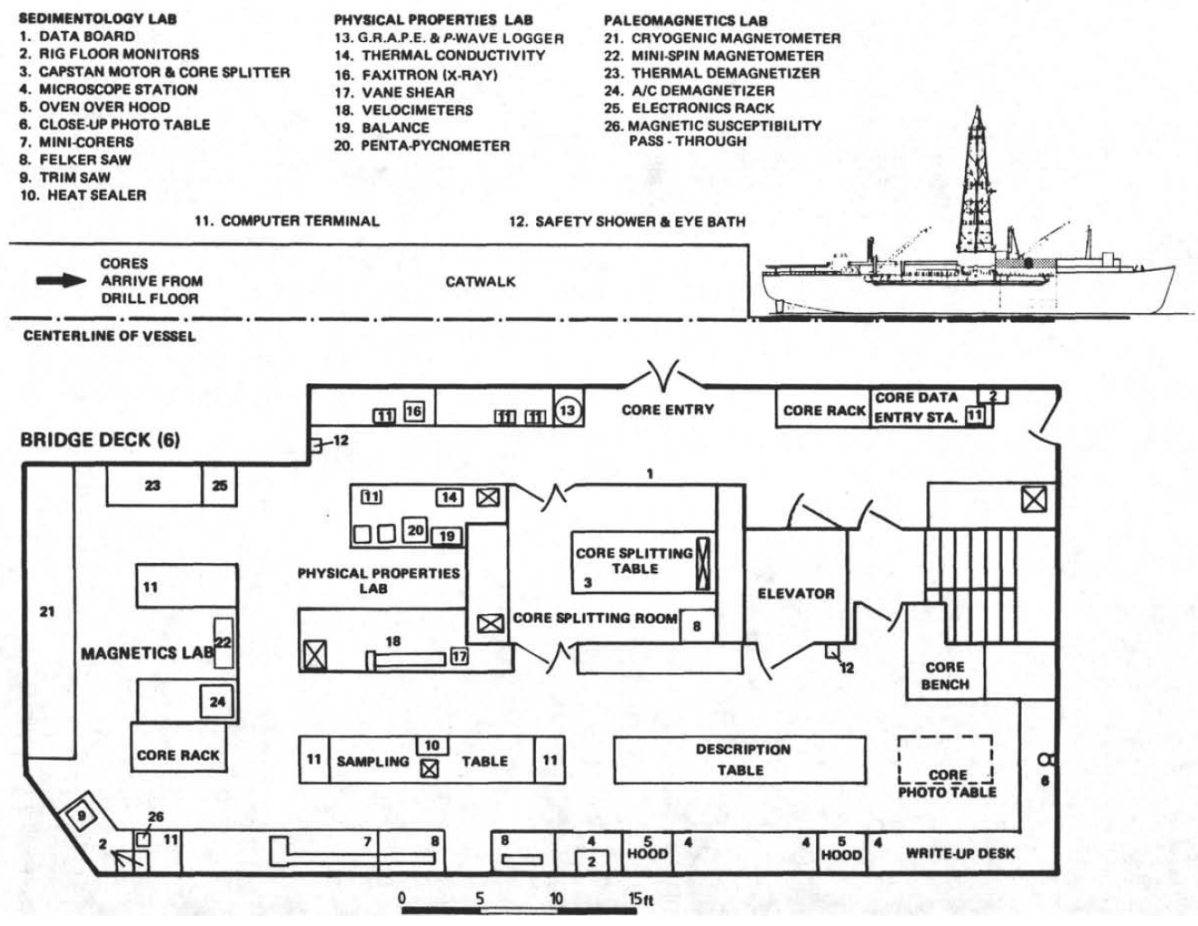 SEDIMENTOLOGY LAB
1. DATA BOARD
2. RIG FLOOR MONITORS
3. CAPSTAN MOTOR & CORE SPLITTER
4. MICROSCOPE STATION
5. OVEN OVER HOOD
6. CLOSE-UP PHOTO TABLE
7. MINI-CORERS
8. FELKER SAW
9. TRIM SAW
10. HEAT SEALER
PHYSICAL PROPERTIES LAB
13. G.R.A.P.E. & P-WAVE LOGGER
14. THERMAL CONDUCTIVITY
16. FAXITRON (X-RAY)
17. VANE SHEAR
18. VELOCIMETERS
19. BALANCE
20. PENTA-PYCNOMETER
PALEOMAGNETICS LAB
21. CRYOGENIC MAGNETOMETER
22. MINI-SPIN MAGNETOMETER
23. THERMAL DEMAGNETIZER
24. A/C DEMAGNETIZER
25. ELECTRONICS RACK
26. MAGNETIC SUSCEPTIBILITY
PASS - THROUGH
11. COMPUTER TERMINAL
12. SAFETY SHOWER & EYE BATH
CORES
ARRIVE FROM
DRILL FLOOR
CATWALK
CENTERLINE OF VESSEL
BRIDGE DECK (6)
11
16
11
11
13
CORE ENTRY
CORE RACK
CORE DATA
ENTRY STA.
2
11
12
1
23
25
11
14
20
19
CORE SPLITTING
TABLE
3
PHYSICAL PROPERTIES
LAB
11
21
ELEVATOR
CORE SPLITTING ROOM
8
22
MAGNETICS LAB
18
17
12
CORE
BENCH
24
CORE RACK
11
SAMPLING
10
TABLE
11
DESCRIPTION
TABLE
CORE
PHOTO TABLE
6
9
26
2
11
7
8
8
4
2
5
HOOD
4
4
5
HOOD
4
WRITE-UP DESK
0
5
10
15 ft